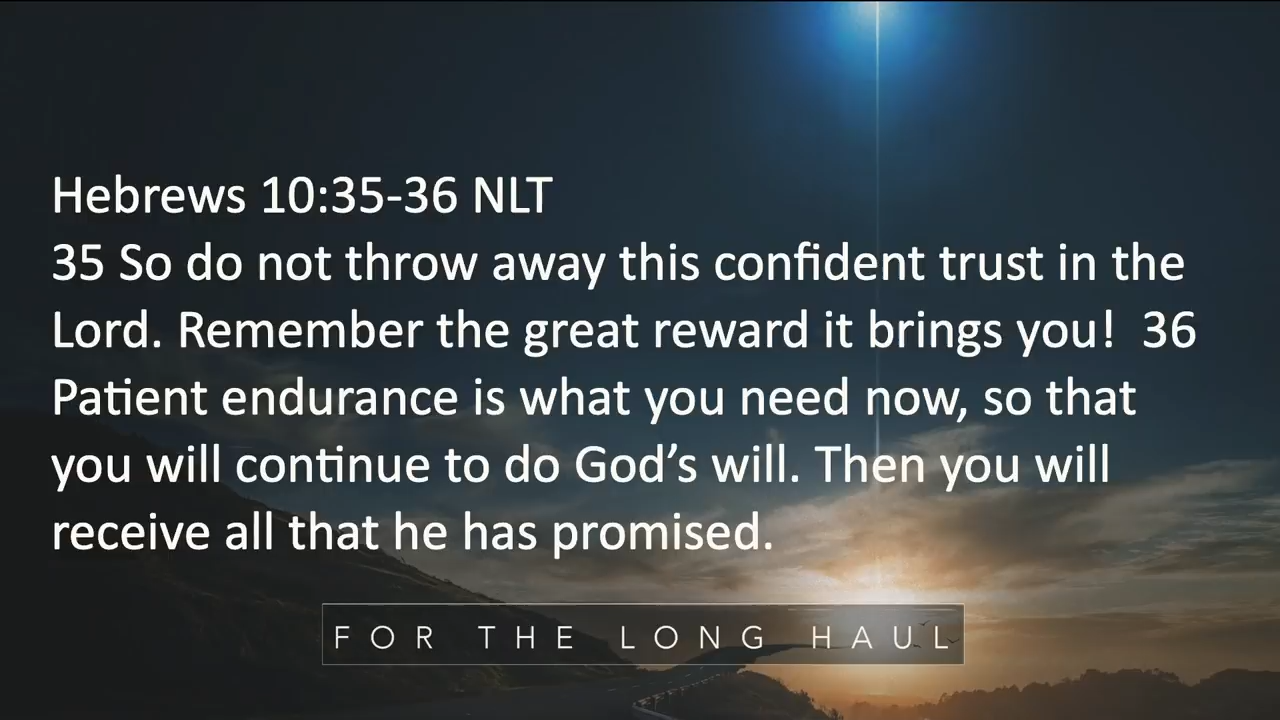 Hebrews 10:35-36 NLT
35 So do not throw away this confident trust in the
Lord. Remember the great reward it brings you!  36
Patient endurance is what you need now, so that
you will continue to do God’s will. Then you will
receive all that he has promised.
FOR THE LONG HAUL